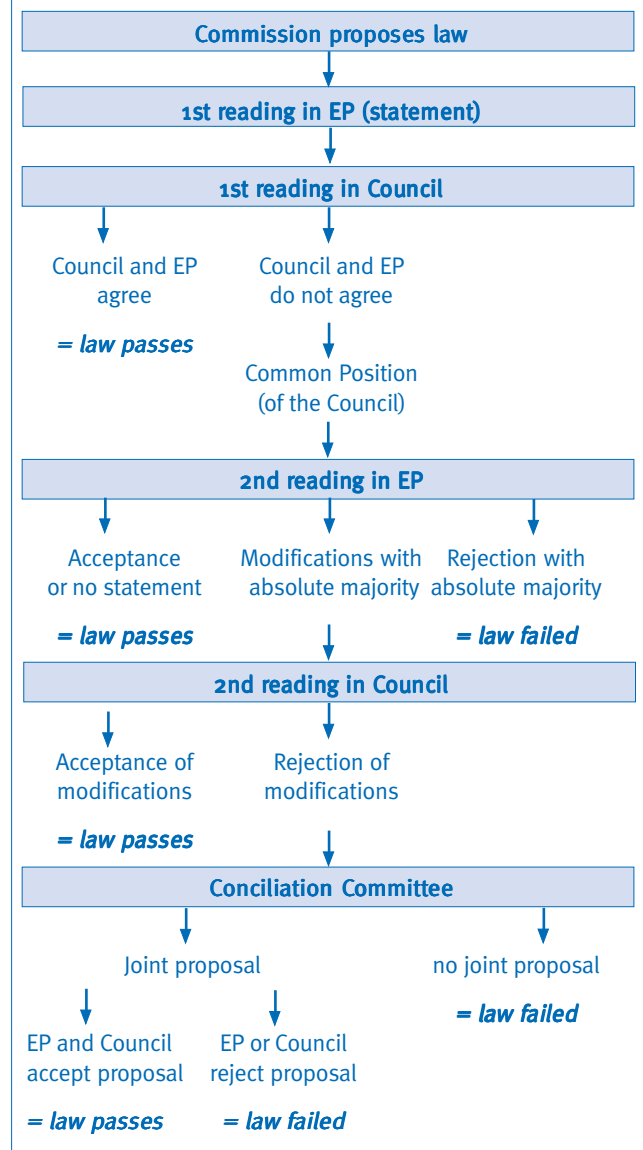 Commission proposes law
1st reading in EP (statement)
1st reading in Council
Council and EP
agree
= law passes
Council and EP
do not agree
Common Position
(of the Council)
2nd reading in EP
Acceptance
or no statement
= law passes
Modifications with
absolute majority
Rejection with
absolute majority
= law failed
2nd reading in Council
Acceptance of
modifications
= law passes
Rejection of
modifications
Conciliation Committee
Joint proposal
no joint proposal
= law failed
EP and Council
accept proposal
= law passes
EP or Council
reject proposal
= law failed